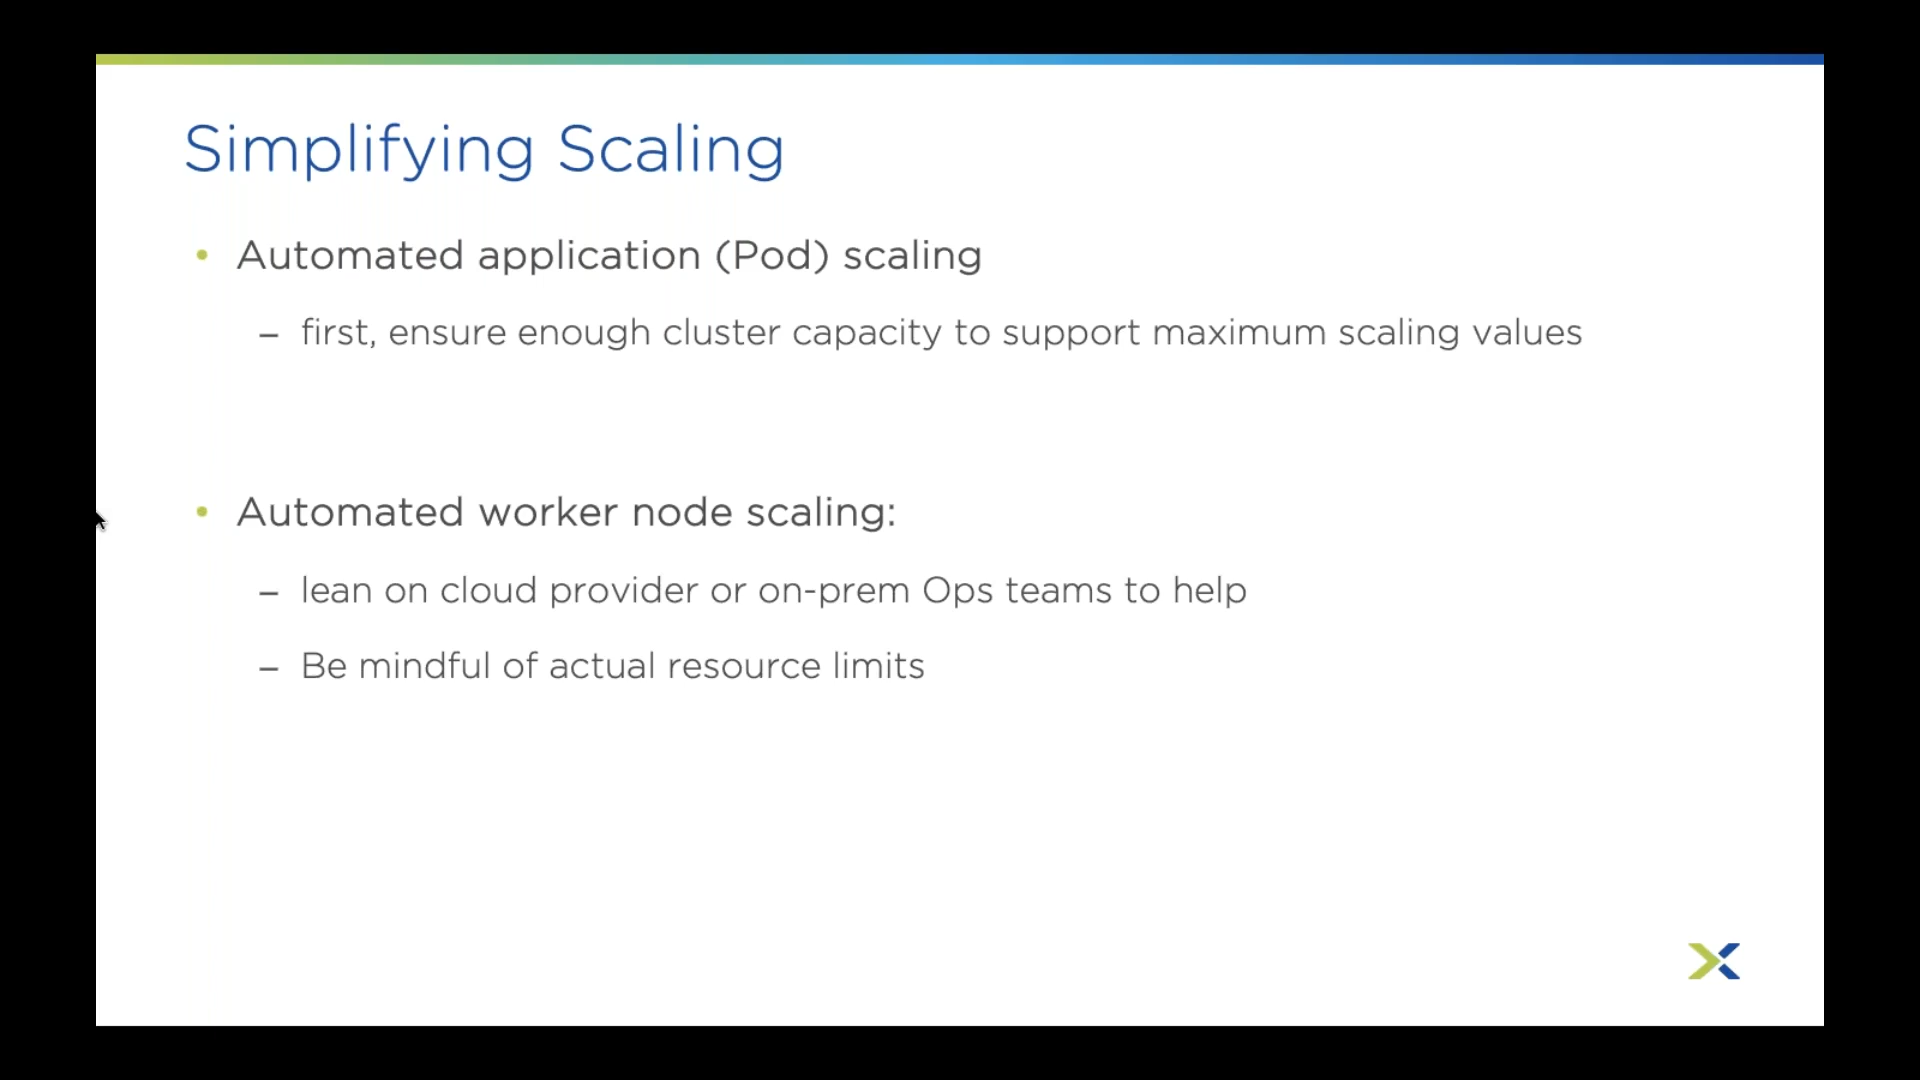 Simplifying Scaling
• Automated application (Pod) scaling
– first, ensure enough cluster capacity to support maximum scaling values
• Automated worker node scaling:
– lean on cloud provider or on-prem Ops teams to help
– Be mindful of actual resource limits